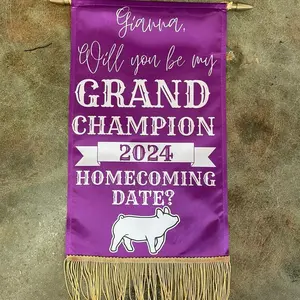 Gianna,
Will you be my
GRAND
CHAMPION
2024
HOMECOMING
DATE?